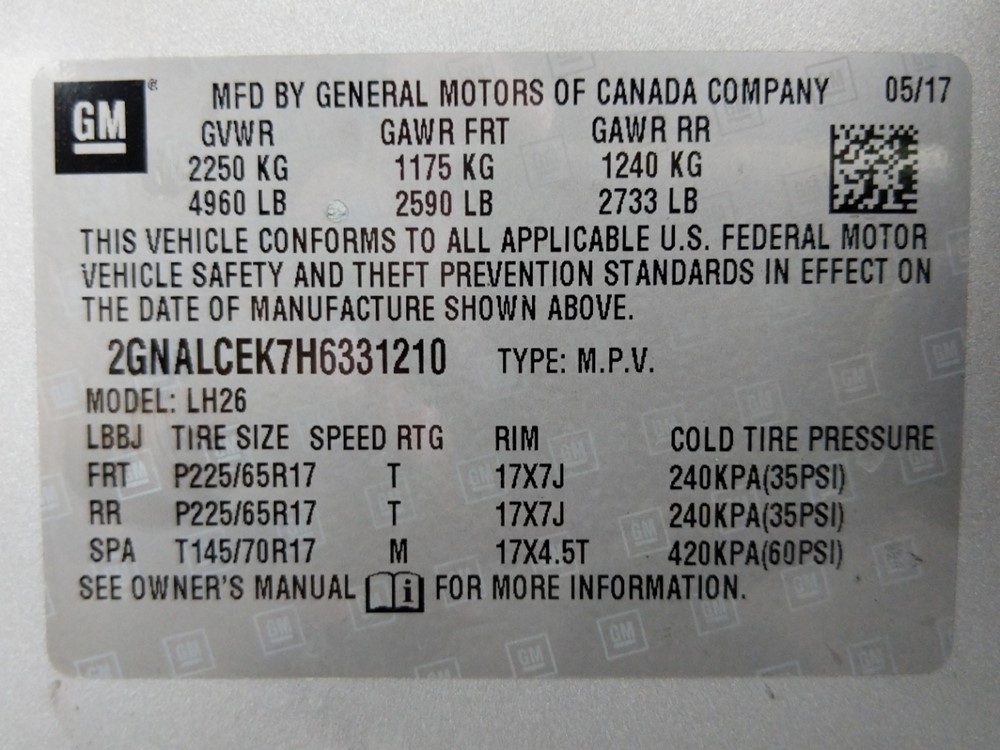 GM ® MFD BY GENERAL MOTORS OF CANADA COMPANY 05/17
GVWR GAWR FRT GAWR RR
2250 KG 1175 KG 1240 KG
4960 LB 2590 LB 2733 LB
THIS VEHICLE CONFORMS TO ALL APPLICABLE U.S. FEDERAL MOTOR
VEHICLE SAFETY AND THEFT PREVENTION STANDARDS IN EFFECT ON
THE DATE OF MANUFACTURE SHOWN ABOVE.
2GNALCEK7H6331210 TYPE: M.P.V.
MODEL: LH26
LBBJ TIRE SIZE SPEED RTG RIM COLD TIRE PRESSURE
FRT P225/65R17 T 17X7J 240KPA(35PSI)
RR P225/65R17 T 17X7J 240KPA(35PSI)
SPA T145/70R17 M 17X4.5T 420KPA(60PSI)
SEE OWNER'S MANUAL i FOR MORE INFORMATION.